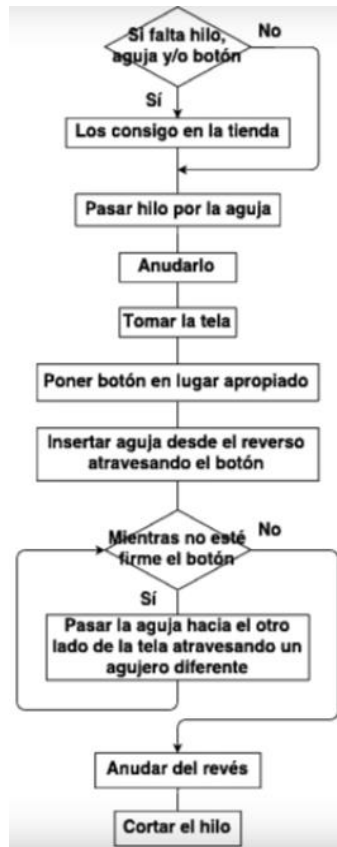 Si falta hilo,
aguja y/o botón
No
Sí
Los consigo en la tienda
Pasar hilo por la aguja
Anudarlo
Tomar la tela
Poner botón en lugar apropiado
Insertar aguja desde el reverso
atravesando el botón
Mientras no esté
firme el botón
No
Sí
Pasar la aguja hacia el otro
lado de la tela atravesando un
agujero diferente
Anudar del revés
Cortar el hilo